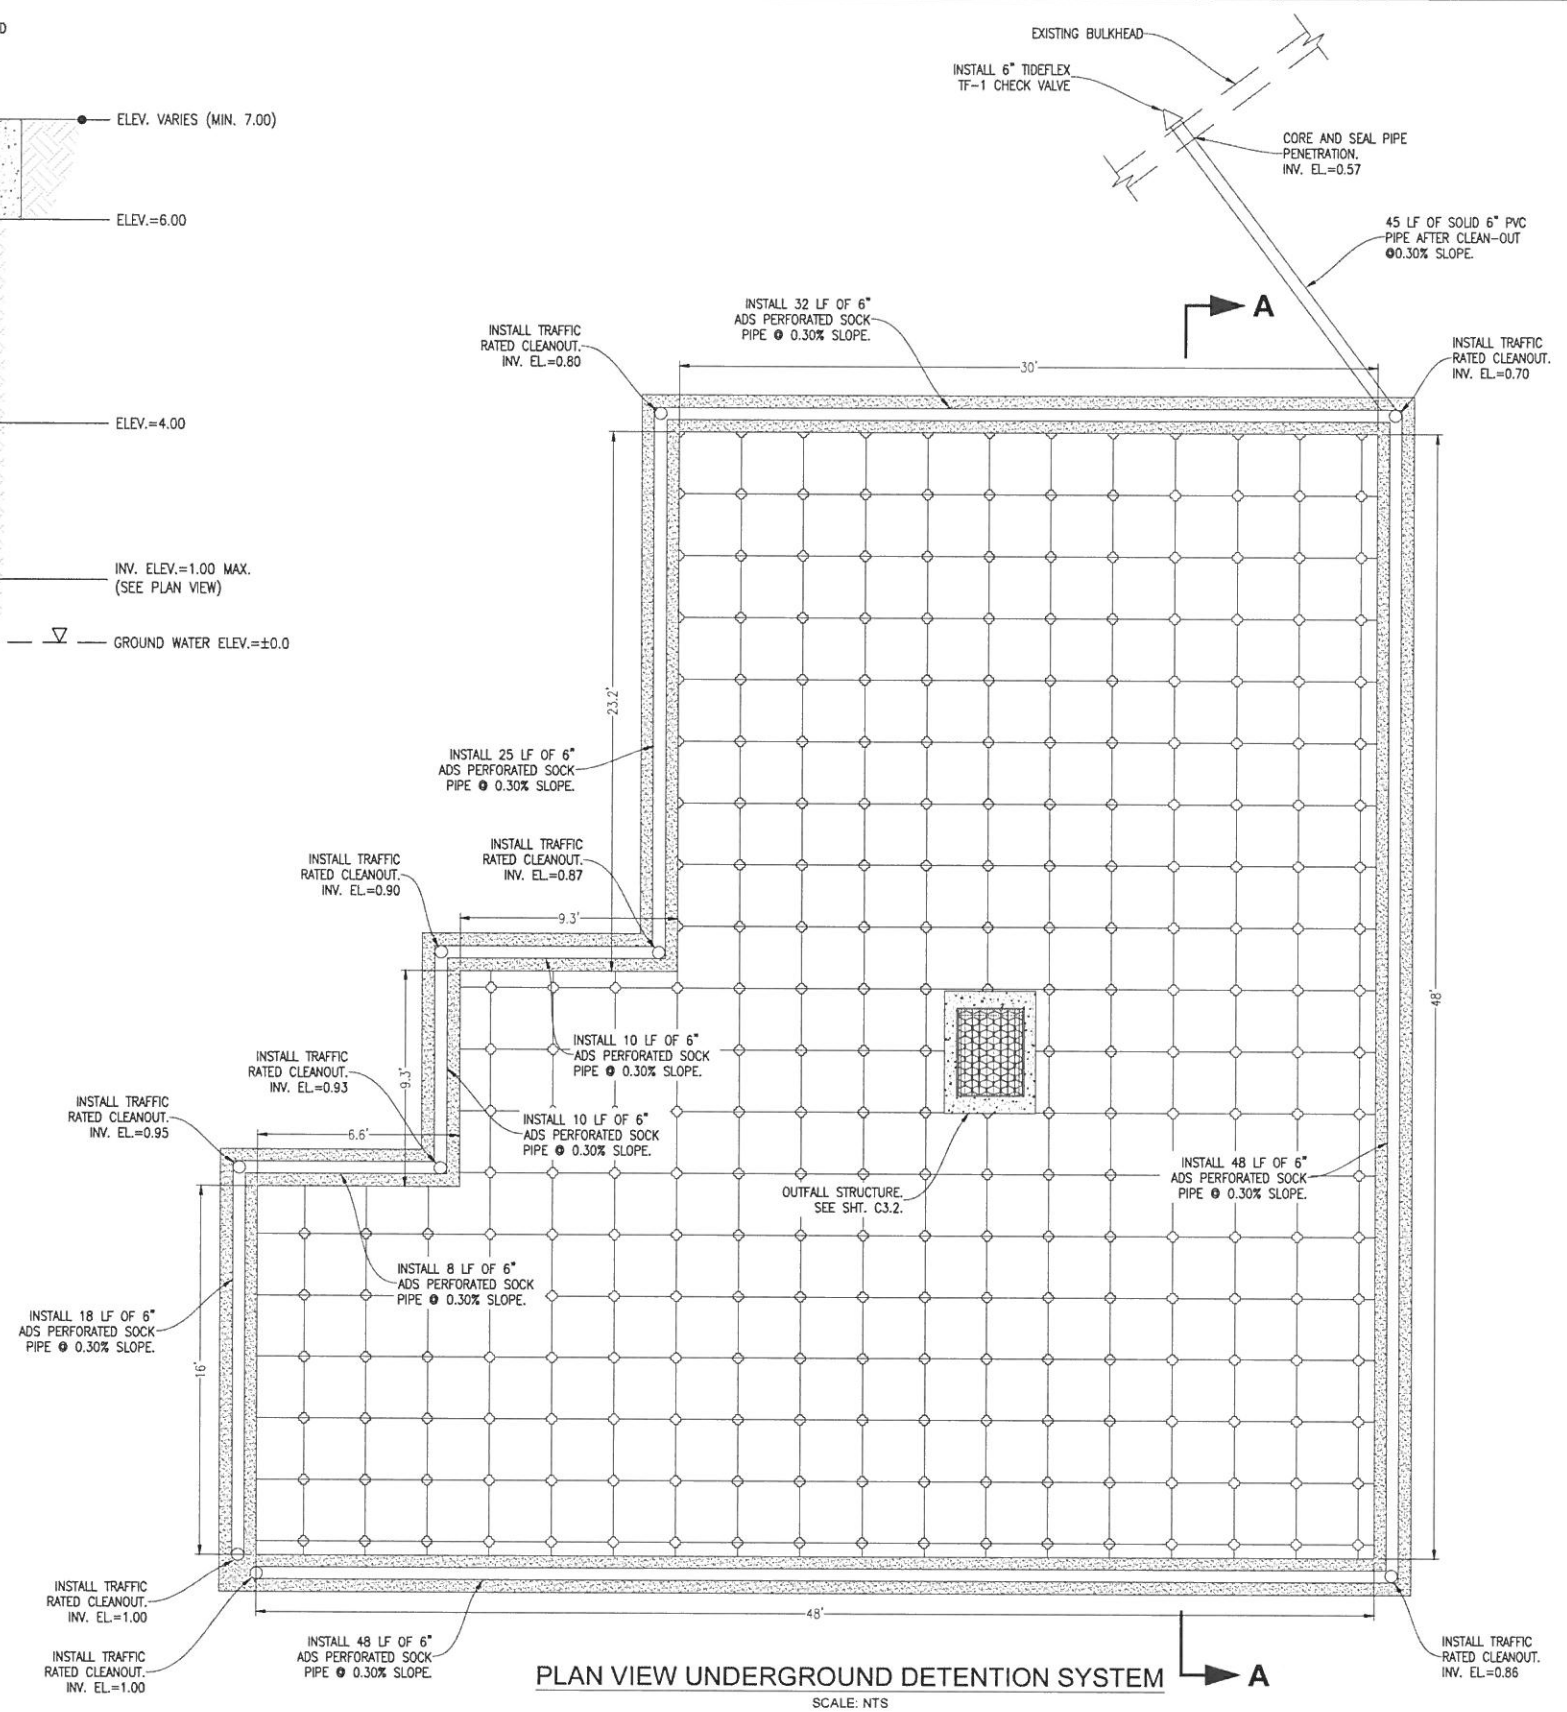 D
ELEV. VARIES (MIN. 7.00)
ELEV.=6.00
ELEV.=4.00
INV. ELEV.=1.00 MAX.
(SEE PLAN VIEW)
GROUND WATER ELEV.=±0.0
EXISTING BULKHEAD
INSTALL 6" TIDEFLEX
TF-1 CHECK VALVE
CORE AND SEAL PIPE
PENETRATION.
INV. EL.=0.57
45 LF OF SOLID 6" PVC
PIPE AFTER CLEAN-OUT
@0.30% SLOPE.
A
INSTALL 32 LF OF 6"
ADS PERFORATED SOCK
PIPE @ 0.30% SLOPE.
INSTALL TRAFFIC
RATED CLEANOUT.
INV. EL.=0.80
INSTALL TRAFFIC
RATED CLEANOUT.
INV. EL.=0.70
30'
23.2'
INSTALL 25 LF OF 6"
ADS PERFORATED SOCK
PIPE @ 0.30% SLOPE.
INSTALL TRAFFIC
RATED CLEANOUT.
INV. EL.=0.87
INSTALL TRAFFIC
RATED CLEANOUT.
INV. EL.=0.90
9.3'
48'
INSTALL 10 LF OF 6"
ADS PERFORATED SOCK
PIPE @ 0.30% SLOPE.
INSTALL TRAFFIC
RATED CLEANOUT.
INV. EL.=0.93
9.3'
INSTALL TRAFFIC
RATED CLEANOUT.
INV. EL.=0.95
6.6'
INSTALL 10 LF OF 6"
ADS PERFORATED SOCK
PIPE @ 0.30% SLOPE.
OUTFALL STRUCTURE.
SEE SHT. C3.2.
INSTALL 48 LF OF 6"
ADS PERFORATED SOCK
PIPE @ 0.30% SLOPE.
INSTALL 8 LF OF 6"
ADS PERFORATED SOCK
PIPE @ 0.30% SLOPE.
INSTALL 18 LF OF 6"
ADS PERFORATED SOCK
PIPE @ 0.30% SLOPE.
16'
INSTALL TRAFFIC
RATED CLEANOUT.
INV. EL.=1.00
48'
INSTALL TRAFFIC
RATED CLEANOUT.
INV. EL.=1.00
INSTALL 48 LF OF 6"
ADS PERFORATED SOCK
PIPE @ 0.30% SLOPE.
INSTALL TRAFFIC
RATED CLEANOUT.
INV. EL.=0.86
A
PLAN VIEW UNDERGROUND DETENTION SYSTEM
SCALE: NTS